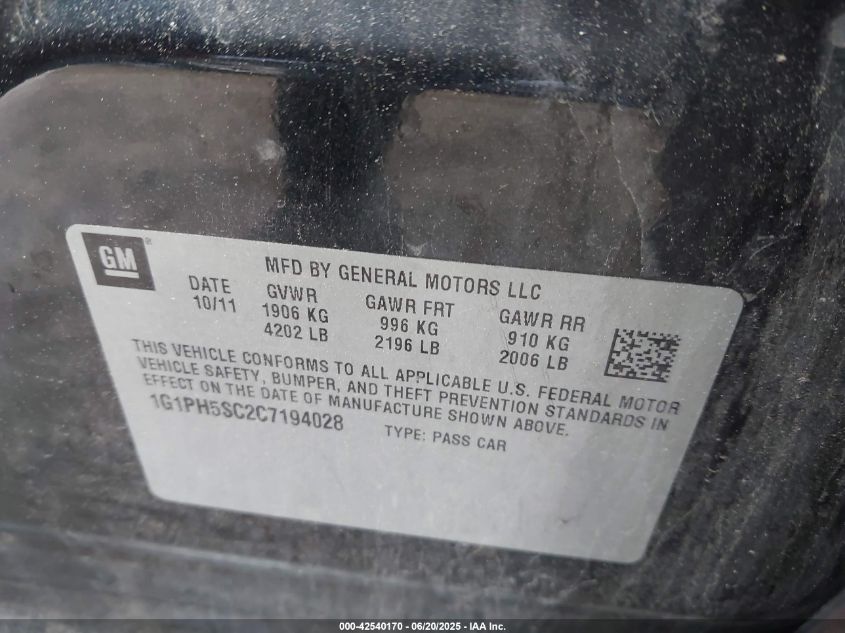 GM
MFD BY GENERAL MOTORS LLC
DATE GVWR GAWR FRT GAWR RR
10/11 1906 KG 996 KG 910 KG
4202 LB 2196 LB 2006 LB
THIS VEHICLE CONFORMS TO ALL APPLICABLE U.S. FEDERAL MOTOR
VEHICLE SAFETY, BUMPER, AND THEFT PREVENTION STANDARDS IN
EFFECT ON THE DATE OF MANUFACTURE SHOWN ABOVE.
1G1PH5SC2C7194028 TYPE: PASS CAR
000-42540170 - 06/20/2025 - IAA Inc.